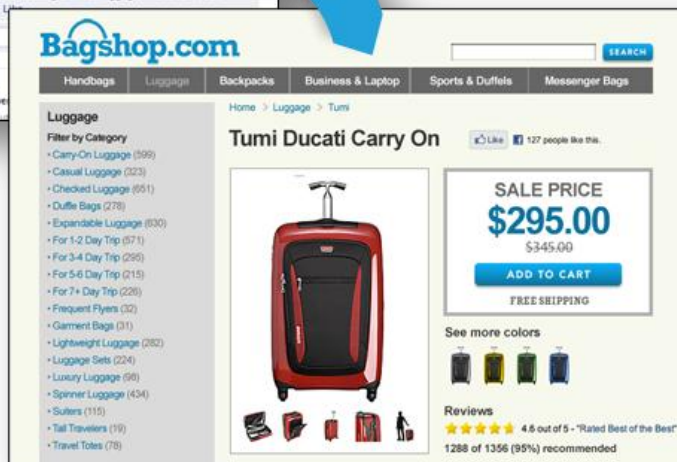 Like
Bagshop.com
SEARCH
Handbags Luggage Backpacks Business & Laptop Sports & Duffels Messenger Bags
Home > Luggage > Tumi
Luggage
Filter by Category
• Carry-On Luggage (599)
• Casual Luggage (323)
• Checked Luggage (651)
• Duffle Bags (278)
• Expandable Luggage (630)
• For 1-2 Day Trip (571)
• For 3-4 Day Trip (295)
• For 5-6 Day Trip (215)
• For 7+ Day Trip (226)
• Frequent Flyers (32)
• Garment Bags (31)
• Lightweight Luggage (282)
• Luggage Sets (224)
• Luxury Luggage (98)
• Spinner Luggage (434)
• Suiters (115)
• Tall Travelers (19)
• Travel Totes (78)
Tumi Ducati Carry On
Like 127 people like this.
SALE PRICE
$295.00
$345.00
ADD TO CART
FREE SHIPPING
See more colors
Reviews
4.6 out of 5 - "Rated Best of the Best"
1288 of 1356 (95%) recommended